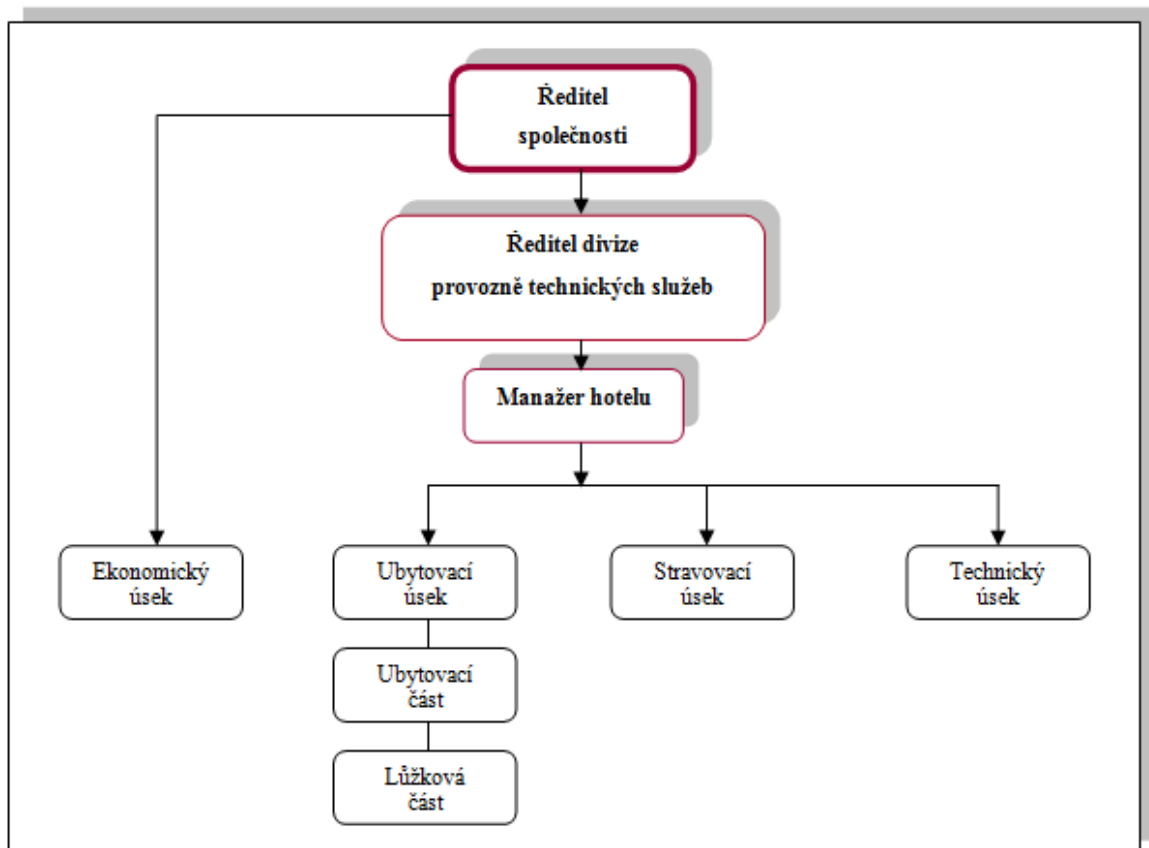 Ředitel
společnosti
Ředitel divize
provozně technických služeb
Manažer hotelu
Ekonomický
úsek
Ubytovací
úsek
Stravovací
úsek
Technický
úsek
Ubytovací
část
Lůžková
část